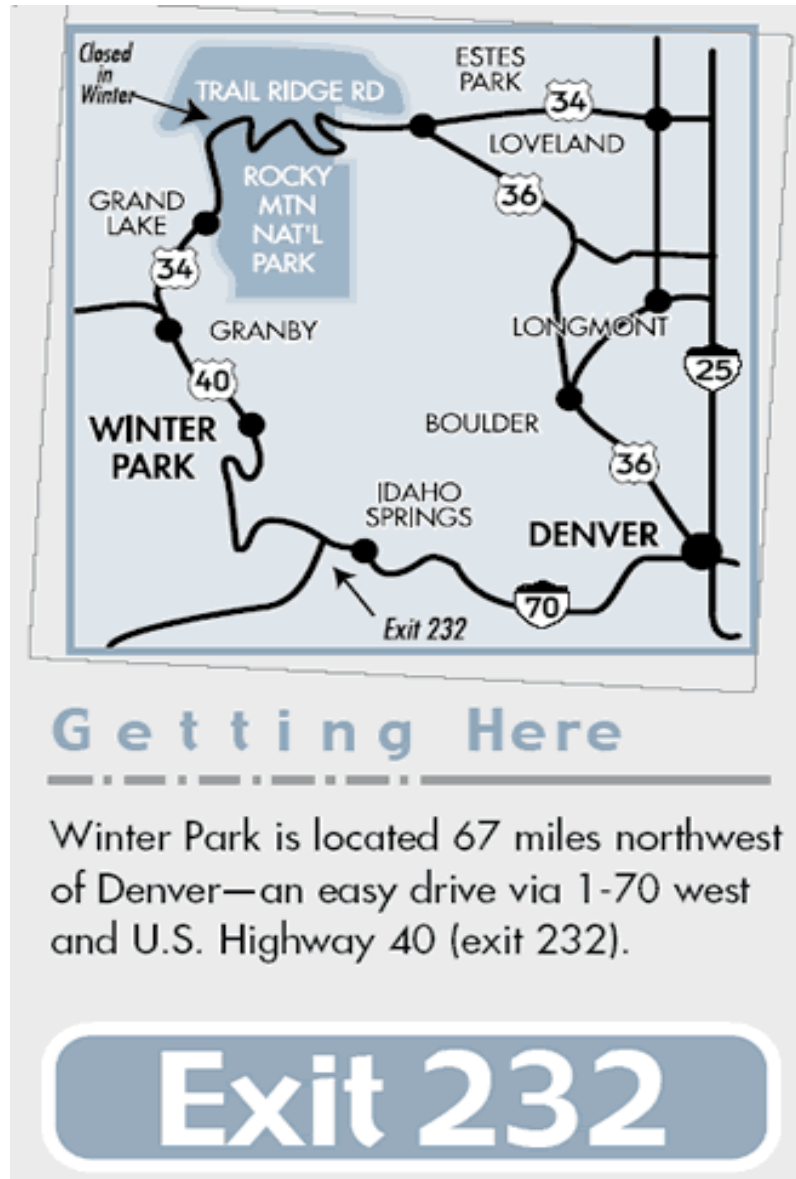 Closed
in
Winter
TRAIL RIDGE RD
ESTES
PARK
34
LOVELAND
36
ROCKY
MTN
NAT'L
PARK
GRAND
LAKE
34
GRANBY
LONGMONT
25
40
WINTER
PARK
BOULDER
36
IDAHO
SPRINGS
DENVER
70
Exit 232
Getting Here
Winter Park is located 67 miles northwest
of Denver—an easy drive via 1-70 west
and U.S. Highway 40 (exit 232).
Exit 232